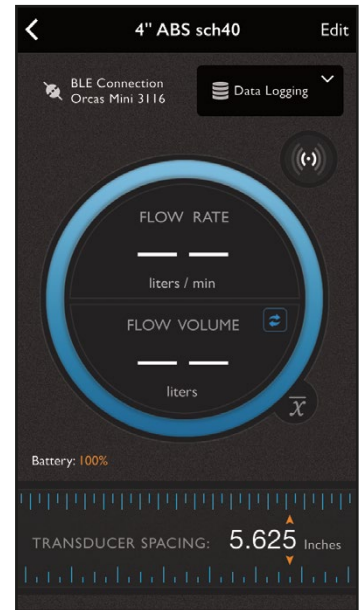 4" ABS sch40 Edit
BLE Connection
Orcas Mini 3116
Data Logging
FLOW RATE
— —
liters / min
FLOW VOLUME
— —
liters
x̅
Battery: 100%
TRANSDUCER SPACING: 5.625 Inches